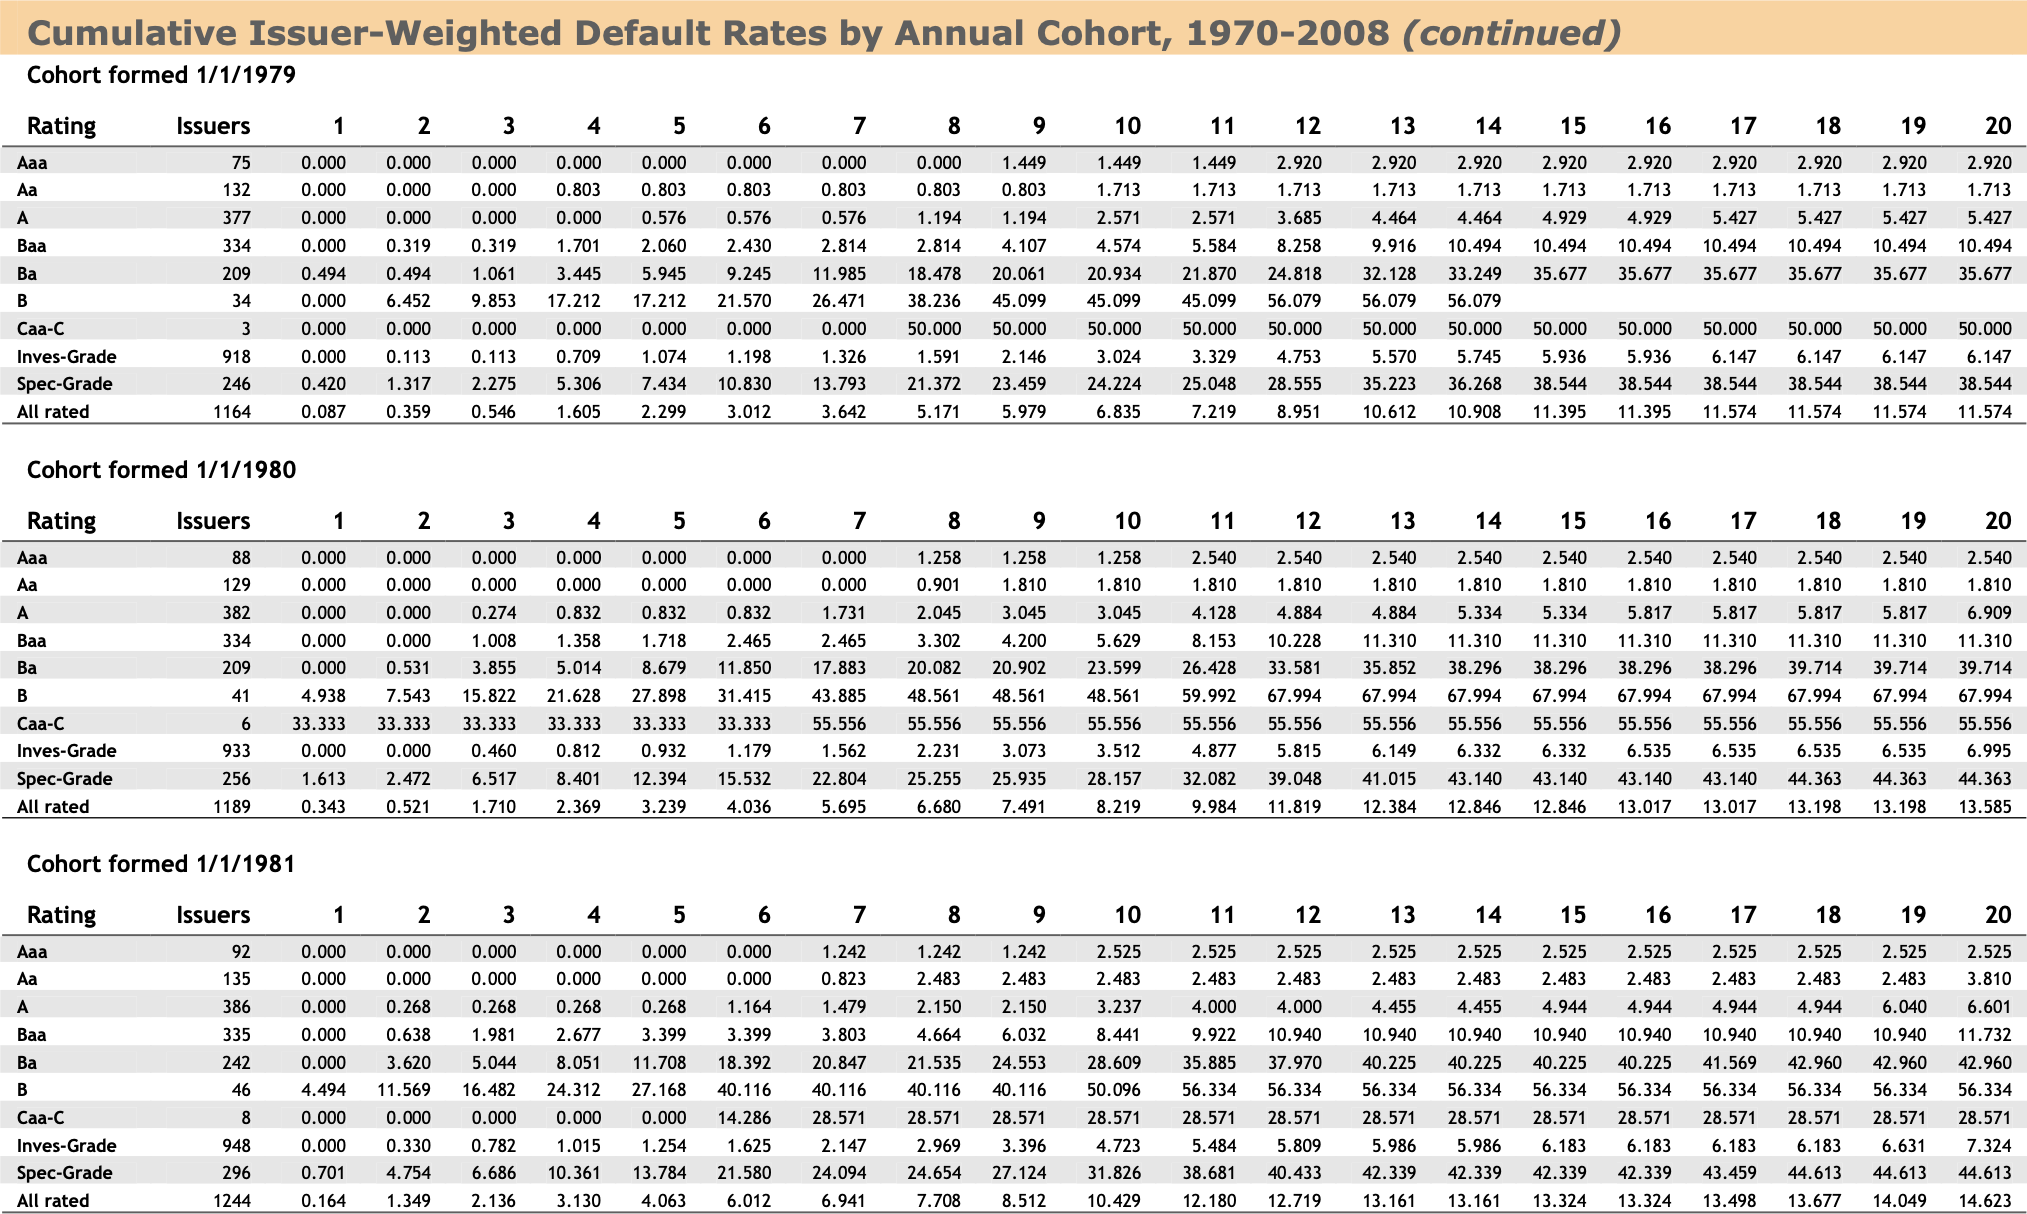 Cumulative Issuer-Weighted Default Rates by Annual Cohort, 1970-2008 (continued)
Cohort formed 1/1/1979
Rating Issuers 1 2 3 4 5 6 7 8 9 10 11 12 13 14 15 16 17 18 19 20
Aaa 75 0.000 0.000 0.000 0.000 0.000 0.000 0.000 0.000 1.449 1.449 1.449 2.920 2.920 2.920 2.920 2.920 2.920 2.920 2.920 2.920
Aa 132 0.000 0.000 0.000 0.803 0.803 0.803 0.803 0.803 0.803 1.713 1.713 1.713 1.713 1.713 1.713 1.713 1.713 1.713 1.713 1.713
A 377 0.000 0.000 0.000 0.000 0.576 0.576 0.576 1.194 1.194 2.571 2.571 3.685 4.464 4.464 4.929 4.929 5.427 5.427 5.427 5.427
Baa 334 0.000 0.319 0.319 1.701 2.060 2.430 2.814 2.814 4.107 4.574 5.584 8.258 9.916 10.494 10.494 10.494 10.494 10.494 10.494 10.494
Ba 209 0.494 0.494 1.061 3.445 5.945 9.245 11.985 18.478 20.061 20.934 21.870 24.818 32.128 33.249 35.677 35.677 35.677 35.677 35.677 35.677
B 34 0.000 6.452 9.853 17.212 17.212 21.570 26.471 38.236 45.099 45.099 45.099 56.079 56.079 56.079
Caa-C 3 0.000 0.000 0.000 0.000 0.000 0.000 0.000 50.000 50.000 50.000 50.000 50.000 50.000 50.000 50.000 50.000 50.000 50.000 50.000 50.000
Inves-Grade 918 0.000 0.113 0.113 0.709 1.074 1.198 1.326 1.591 2.146 3.024 3.329 4.753 5.570 5.745 5.936 5.936 6.147 6.147 6.147 6.147
Spec-Grade 246 0.420 1.317 2.275 5.306 7.434 10.830 13.793 21.372 23.459 24.224 25.048 28.555 35.223 36.268 38.544 38.544 38.544 38.544 38.544 38.544
All rated 1164 0.087 0.359 0.546 1.605 2.299 3.012 3.642 5.171 5.979 6.835 7.219 8.951 10.612 10.908 11.395 11.395 11.574 11.574 11.574 11.574
Cohort formed 1/1/1980
Rating Issuers 1 2 3 4 5 6 7 8 9 10 11 12 13 14 15 16 17 18 19 20
Aaa 88 0.000 0.000 0.000 0.000 0.000 0.000 0.000 1.258 1.258 1.258 2.540 2.540 2.540 2.540 2.540 2.540 2.540 2.540 2.540 2.540
Aa 129 0.000 0.000 0.000 0.000 0.000 0.000 0.000 0.901 1.810 1.810 1.810 1.810 1.810 1.810 1.810 1.810 1.810 1.810 1.810 1.810
A 382 0.000 0.000 0.274 0.832 0.832 0.832 1.731 2.045 3.045 3.045 4.128 4.884 4.884 5.334 5.334 5.817 5.817 5.817 5.817 6.909
Baa 334 0.000 0.000 1.008 1.358 1.718 2.465 2.465 3.302 4.200 5.629 8.153 10.228 11.310 11.310 11.310 11.310 11.310 11.310 11.310 11.310
Ba 209 0.000 0.531 3.855 5.014 8.679 11.850 17.883 20.082 20.902 23.599 26.428 33.581 35.852 38.296 38.296 38.296 38.296 39.714 39.714 39.714
B 41 4.938 7.543 15.822 21.628 27.898 31.415 43.885 48.561 48.561 48.561 59.992 67.994 67.994 67.994 67.994 67.994 67.994 67.994 67.994 67.994
Caa-C 6 33.333 33.333 33.333 33.333 33.333 33.333 55.556 55.556 55.556 55.556 55.556 55.556 55.556 55.556 55.556 55.556 55.556 55.556 55.556 55.556
Inves-Grade 933 0.000 0.000 0.460 0.812 0.932 1.179 1.562 2.231 3.073 3.512 4.877 5.815 6.149 6.332 6.332 6.535 6.535 6.535 6.535 6.995
Spec-Grade 256 1.613 2.472 6.517 8.401 12.394 15.532 22.804 25.255 25.935 28.157 32.082 39.048 41.015 43.140 43.140 43.140 43.140 44.363 44.363 44.363
All rated 1189 0.343 0.521 1.710 2.369 3.239 4.036 5.695 6.680 7.491 8.219 9.984 11.819 12.384 12.846 12.846 13.017 13.017 13.198 13.198 13.585
Cohort formed 1/1/1981
Rating Issuers 1 2 3 4 5 6 7 8 9 10 11 12 13 14 15 16 17 18 19 20
Aaa 92 0.000 0.000 0.000 0.000 0.000 0.000 1.242 1.242 1.242 2.525 2.525 2.525 2.525 2.525 2.525 2.525 2.525 2.525 2.525 2.525
Aa 135 0.000 0.000 0.000 0.000 0.000 0.000 0.823 2.483 2.483 2.483 2.483 2.483 2.483 2.483 2.483 2.483 2.483 2.483 2.483 3.810
A 386 0.000 0.268 0.268 0.268 0.268 1.164 1.479 2.150 2.150 3.237 4.000 4.000 4.455 4.455 4.944 4.944 4.944 4.944 6.040 6.601
Baa 335 0.000 0.638 1.981 2.677 3.399 3.399 3.803 4.664 6.032 8.441 9.922 10.940 10.940 10.940 10.940 10.940 10.940 10.940 10.940 11.732
Ba 242 0.000 3.620 5.044 8.051 11.708 18.392 20.847 21.535 24.553 28.609 35.885 37.970 40.225 40.225 40.225 40.225 41.569 42.960 42.960 42.960
B 46 4.494 11.569 16.482 24.312 27.168 40.116 40.116 40.116 40.116 50.096 56.334 56.334 56.334 56.334 56.334 56.334 56.334 56.334 56.334 56.334
Caa-C 8 0.000 0.000 0.000 0.000 0.000 14.286 28.571 28.571 28.571 28.571 28.571 28.571 28.571 28.571 28.571 28.571 28.571 28.571 28.571 28.571
Inves-Grade 948 0.000 0.330 0.782 1.015 1.254 1.625 2.147 2.969 3.396 4.723 5.484 5.809 5.986 5.986 6.183 6.183 6.183 6.183 6.631 7.324
Spec-Grade 296 0.701 4.754 6.686 10.361 13.784 21.580 24.094 24.654 27.124 31.826 38.681 40.433 42.339 42.339 42.339 42.339 43.459 44.613 44.613 44.613
All rated 1244 0.164 1.349 2.136 3.130 4.063 6.012 6.941 7.708 8.512 10.429 12.180 12.719 13.161 13.161 13.324 13.324 13.498 13.677 14.049 14.623